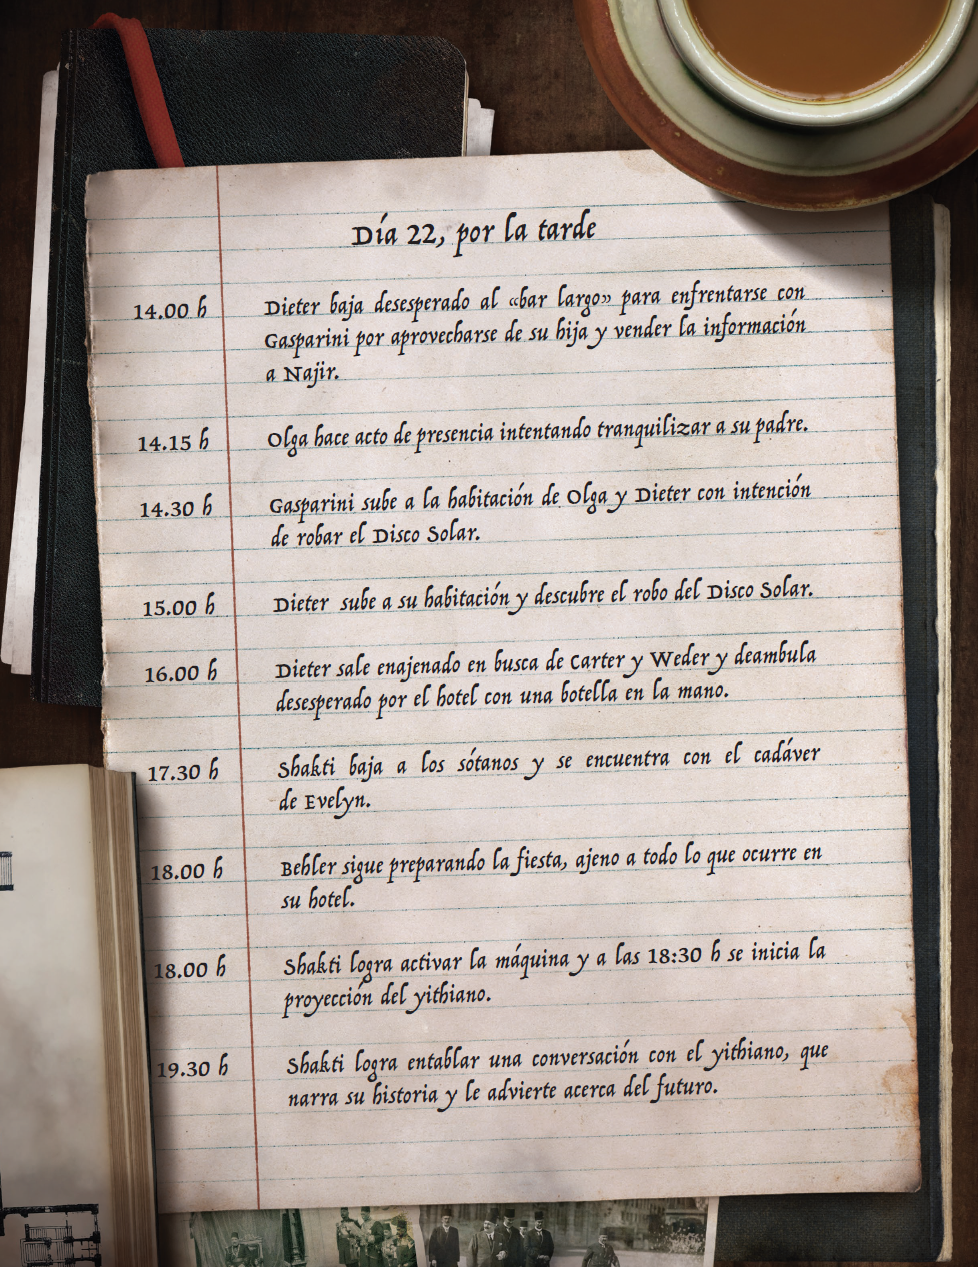 Día 22, por la tarde
14.00 h Dieter baja desesperado al «bar largo» para enfrentarse con
Gasparini por aprovecharse de su hija y vender la información
a Najir.
14.15 h Olga hace acto de presencia intentando tranquilizar a su padre.
14.30 h Gasparini sube a la habitación de Olga y Dieter con intención
de robar el Disco Solar.
15.00 h Dieter sube a su habitación y descubre el robo del Disco Solar.
16.00 h Dieter sale enajenado en busca de Carter y Weder y deambula
desesperado por el hotel con una botella en la mano.
17.30 h Shakti baja a los sótanos y se encuentra con el cadáver
de Evelyn.
18.00 h Behler sigue preparando la fiesta, ajeno a todo lo que ocurre en
su hotel.
18.00 h Shakti logra activar la máquina y a las 18:30 h se inicia la
proyección del yithiano.
19.30 h Shakti logra entablar una conversación con el yithiano, que
narra su historia y le advierte acerca del futuro.